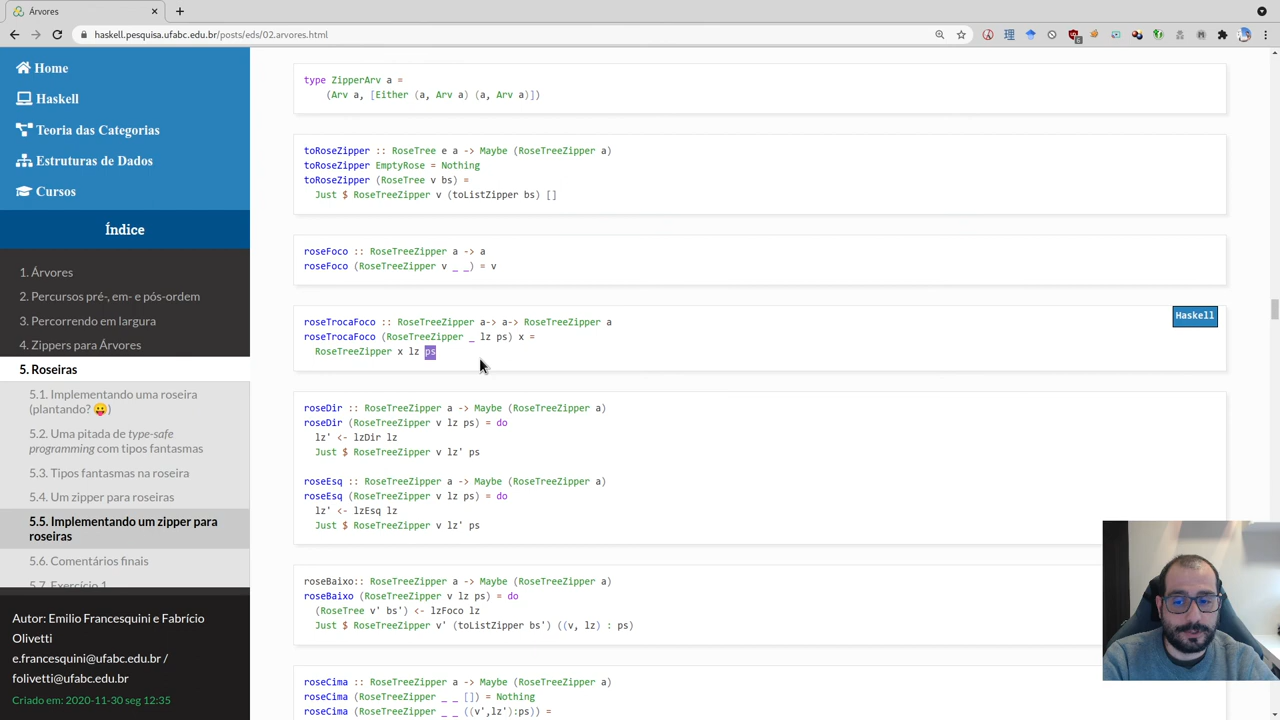 Árvores
haskell.pesquisa.ufabc.edu.br/posts/eds/02.arvores.html
Home
Haskell
Teoria das Categorias
Estruturas de Dados
Cursos
Índice
1. Árvores
2. Percursos pré-, em- e pós-ordem
3. Percorrendo em largura
4. Zippers para Árvores
5. Roseiras
5.1. Implementando uma roseira
(plantando? 😛)
5.2. Uma pitada de type-safe
programming com tipos fantasmas
5.3. Tipos fantasmas na roseira
5.4. Um zipper para roseiras
5.5. Implementando um zipper para
roseiras
5.6. Comentários finais
5.7. Exercício 1
Autor: Emilio Francesquini e Fabrício
Olivetti
e.francesquini@ufabc.edu.br /
folivetti@ufabc.edu.br
Criado em: 2020-11-30 seg 12:35
type ZipperArv a =
    (Arv a, [Either (a, Arv a) (a, Arv a)])
toRoseZipper :: RoseTree e a -> Maybe (RoseTreeZipper a)
toRoseZipper EmptyRose = Nothing
toRoseZipper (RoseTree v bs) =
  Just $ RoseTreeZipper v (toListZipper bs) []
roseFoco :: RoseTreeZipper a -> a
roseFoco (RoseTreeZipper v _ _) = v
Haskell
roseTrocaFoco :: RoseTreeZipper a-> a-> RoseTreeZipper a
roseTrocaFoco (RoseTreeZipper _ lz ps) x =
  RoseTreeZipper x lz ps
roseDir :: RoseTreeZipper a -> Maybe (RoseTreeZipper a)
roseDir (RoseTreeZipper v lz ps) = do
  lz' <- lzDir lz
  Just $ RoseTreeZipper v lz' ps
roseEsq :: RoseTreeZipper a -> Maybe (RoseTreeZipper a)
roseEsq (RoseTreeZipper v lz ps) = do
  lz' <- lzEsq lz
  Just $ RoseTreeZipper v lz' ps
roseBaixo:: RoseTreeZipper a -> Maybe (RoseTreeZipper a)
roseBaixo (RoseTreeZipper v lz ps) = do
  (RoseTree v' bs') <- lzFoco lz
  Just $ RoseTreeZipper v' (toListZipper bs') ((v, lz) : ps)
roseCima :: RoseTreeZipper a -> Maybe (RoseTreeZipper a)
roseCima (RoseTreeZipper _ _ []) = Nothing
roseCima (RoseTreeZipper _ _ ((v',lz'):ps)) =